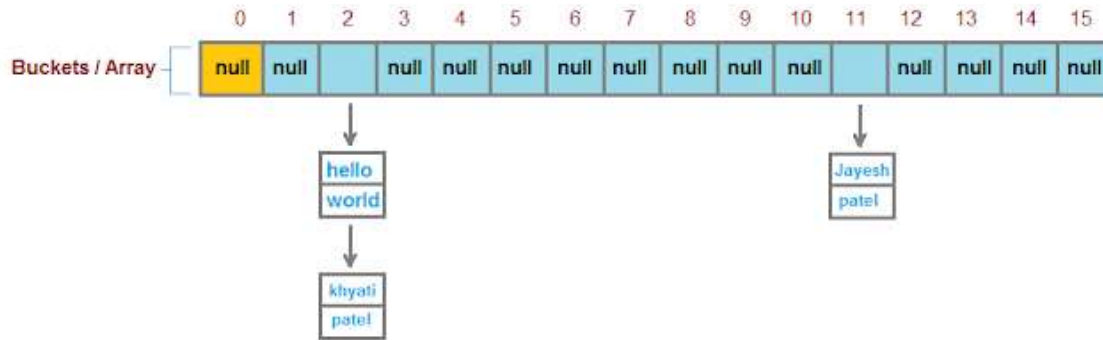 0 1 2 3 4 5 6 7 8 9 10 11 12 13 14 15
Buckets / Array null null null null null null null null null null null null null null
hello Jayesh
world patel
khyati
patel